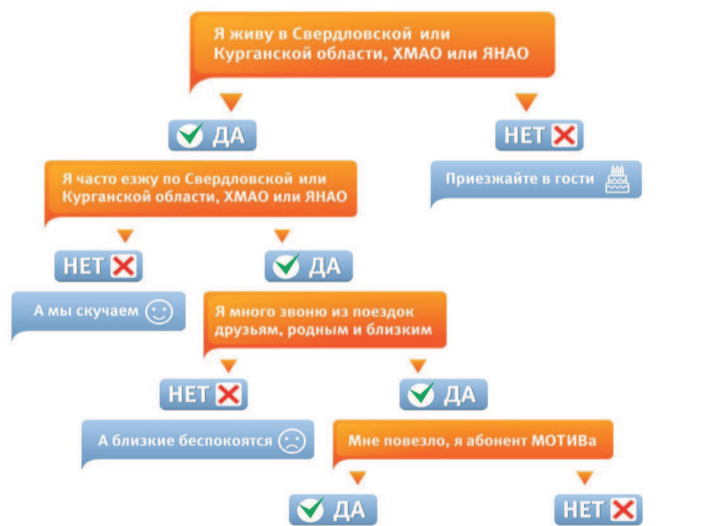 Я живу в Свердловской или
Курганской области, ХМАО или ЯНАО
ДА
НЕТ
Я часто езжу по Свердловской или
Курганской области, ХМАО или ЯНАО
Приезжайте в гости
НЕТ
ДА
А мы скучаем
Я много звоню из поездок
друзьям, родным и близким
НЕТ
ДА
А близкие беспокоятся
Мне повезло, я абонент МОТИВа
ДА
НЕТ